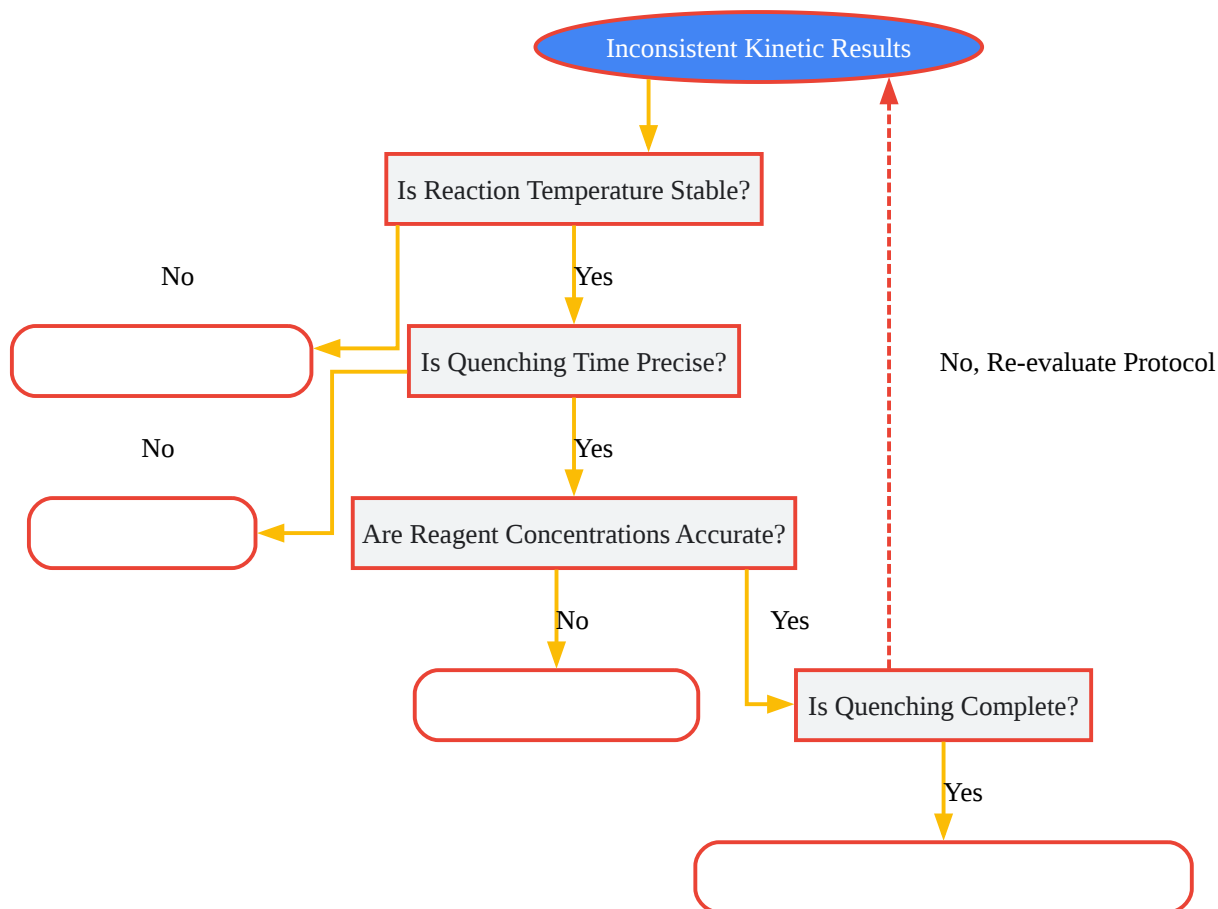 Inconsistent Kinetic Results
Is Reaction Temperature Stable?
No
Yes
Is Quenching Time Precise?
No, Re-evaluate Protocol
No
Yes
Are Reagent Concentrations Accurate?
No
Yes
Is Quenching Complete?
Yes